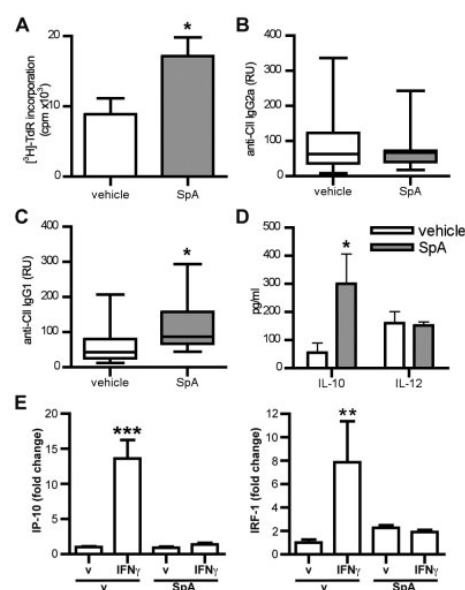 A
*
[³H]-TdR incorporation
(cpm x10³)
20
10
0
vehicle
SpA
B
anti-CII IgG2a (RU)
400
300
200
100
0
vehicle
SpA
C
*
anti-CII IgG1 (RU)
400
300
200
100
0
vehicle
SpA
D
vehicle
SpA
*
pg/ml
500
400
300
200
100
0
IL-10
IL-12
E
***
IP-10 (fold change)
20
15
10
5
0
v
IFNγ
v
IFNγ
v
SpA
**
IRF-1 (fold change)
12
10
8
6
4
2
0
v
IFNγ
v
IFNγ
v
SpA